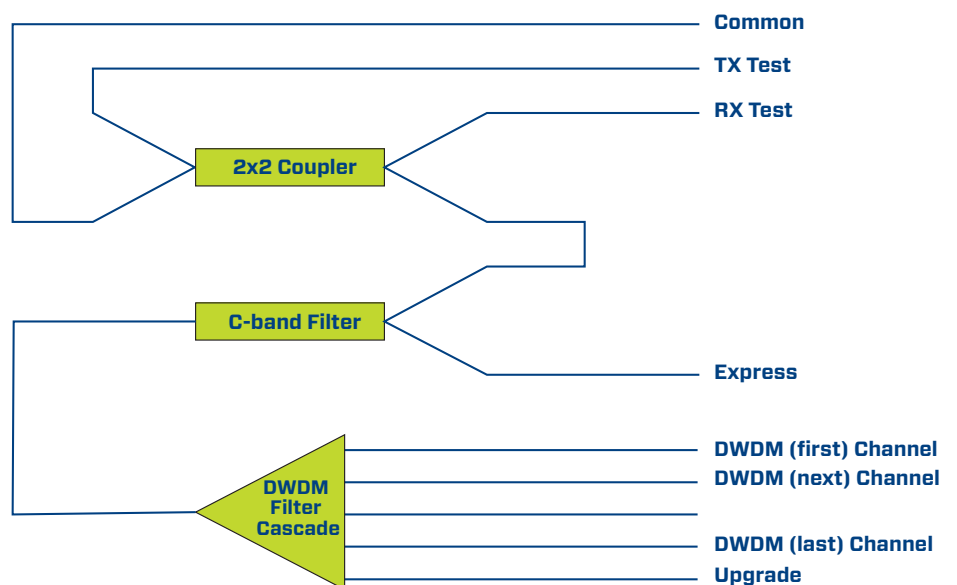 Common
TX Test
RX Test
2x2 Coupler
C-band Filter
Express
DWDM
Filter
Cascade
DWDM (first) Channel
DWDM (next) Channel
DWDM (last) Channel
Upgrade